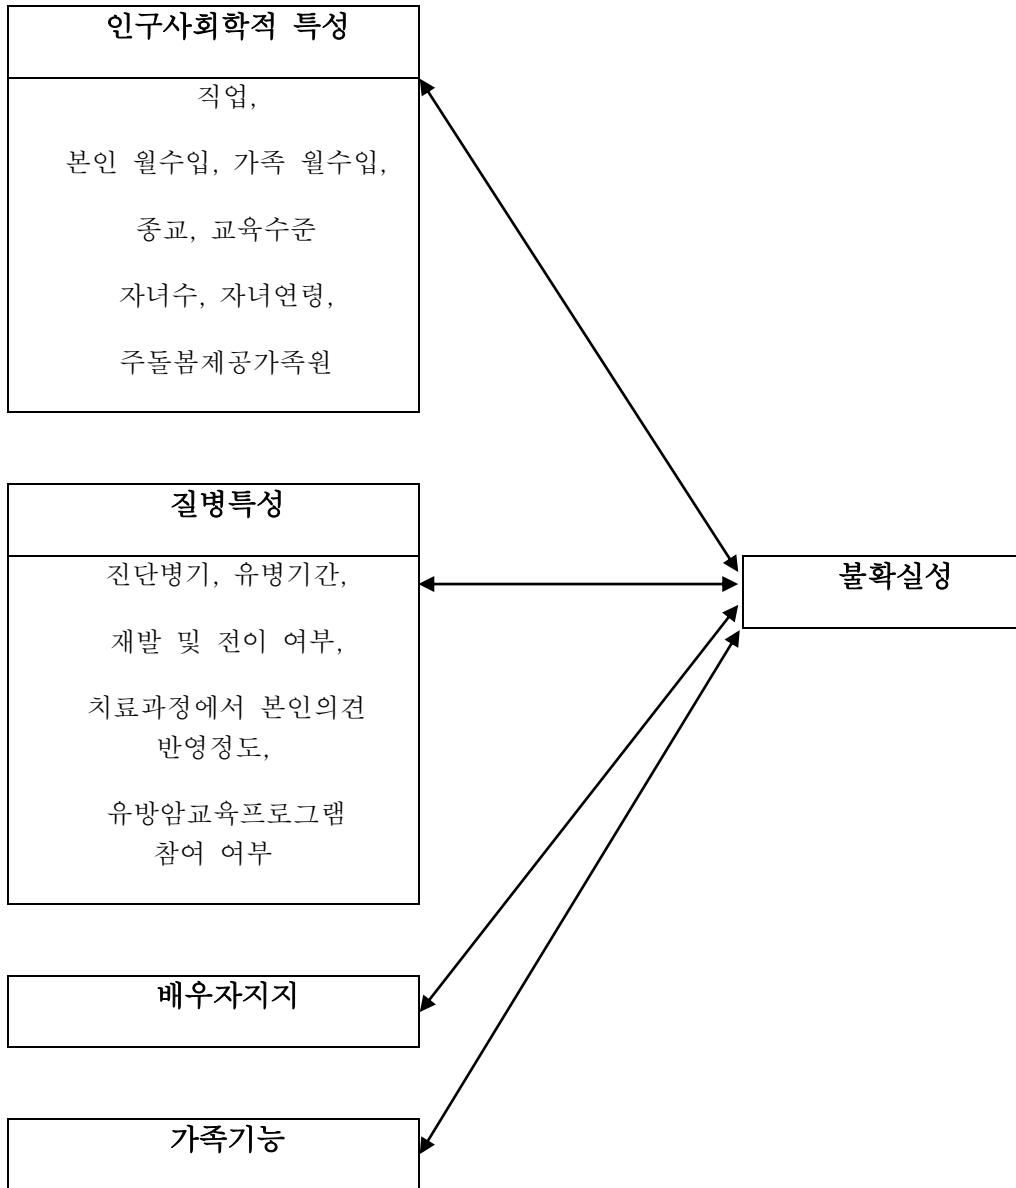 인구사회학적 특성
직업,
본인 월수입, 가족 월수입,
종교, 교육수준
자녀수, 자녀연령,
주돌봄제공가족원
질병특성
진단병기, 유병기간,
재발 및 전이 여부,
치료과정에서 본인의견
반영정도,
유방암교육프로그램
참여 여부
불확실성
배우자지지
가족기능